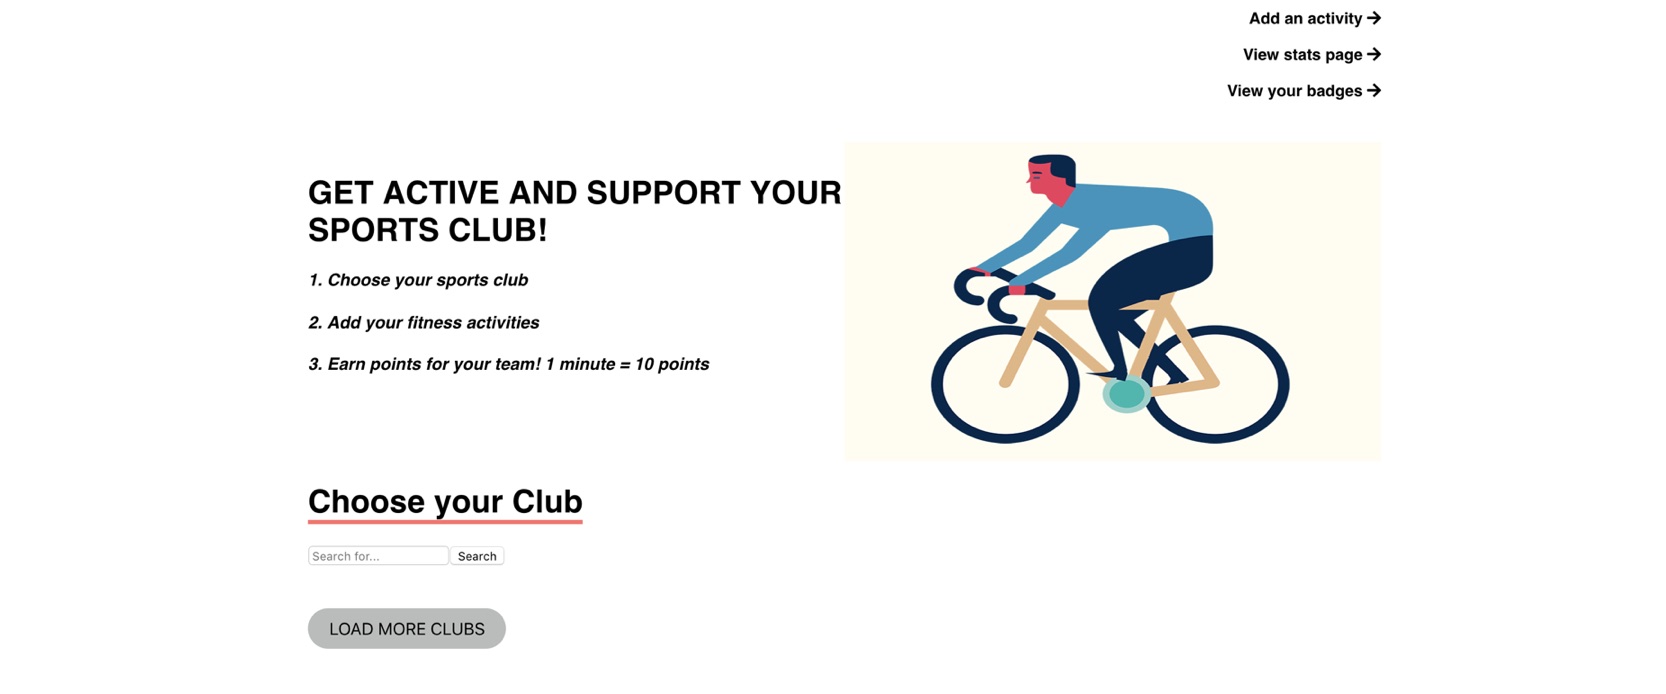 Add an activity →
View stats page →
View your badges →
GET ACTIVE AND SUPPORT YOUR
SPORTS CLUB!
1. Choose your sports club
2. Add your fitness activities
3. Earn points for your team! 1 minute = 10 points
Choose your Club
Search for... Search
LOAD MORE CLUBS